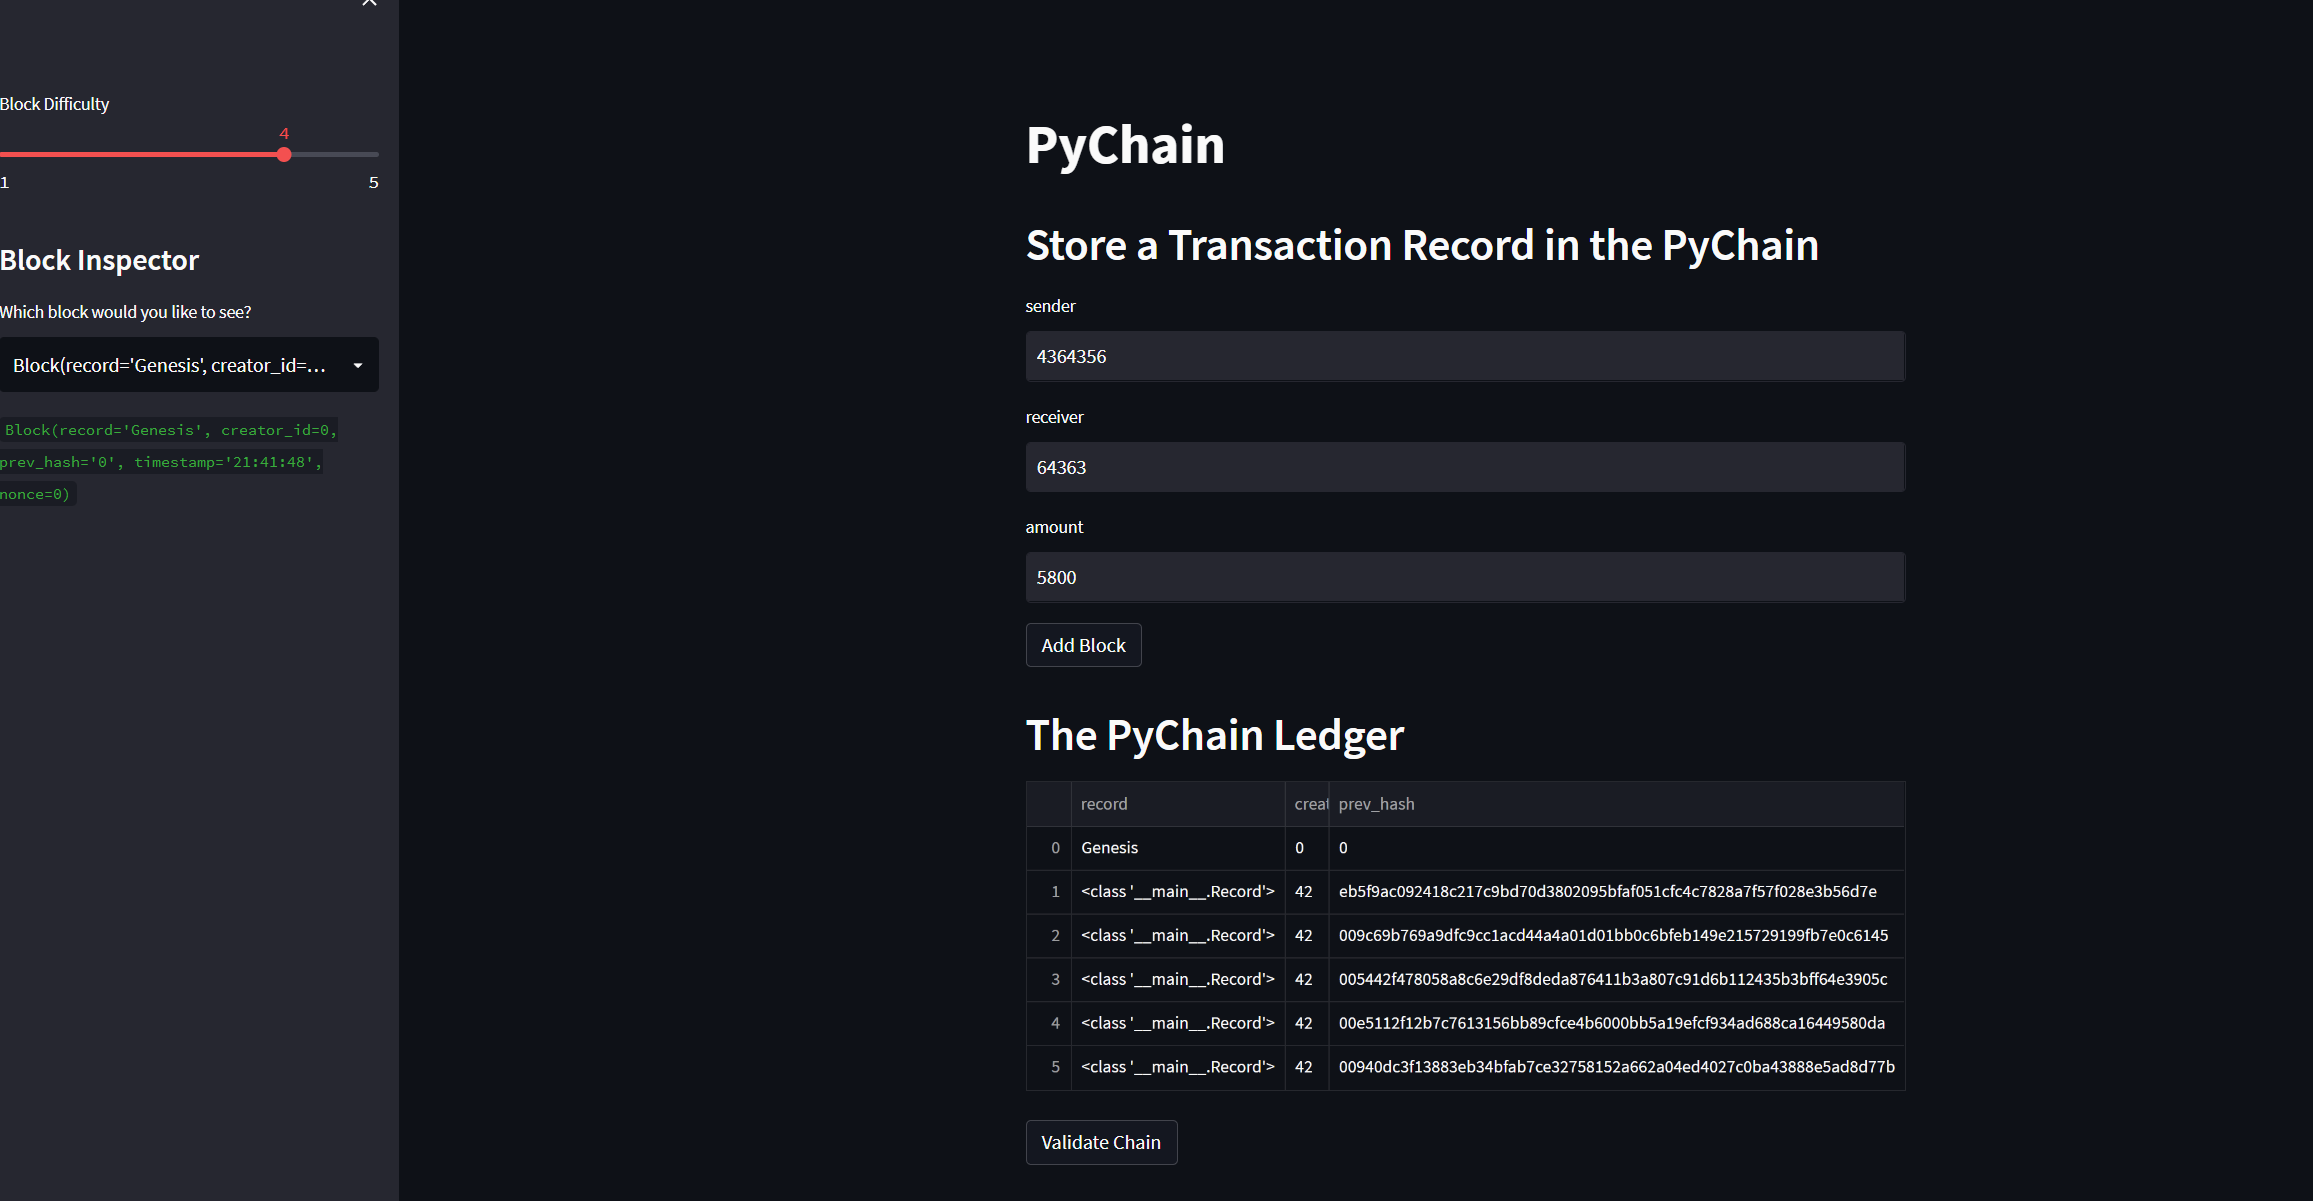 Block Difficulty
4
1 5
Block Inspector
Which block would you like to see?
Block(record='Genesis', creator_id=...
Block(record='Genesis', creator_id=0,
prev_hash='0', timestamp='21:41:48',
nonce=0)
PyChain
Store a Transaction Record in the PyChain
sender
4364356
receiver
64363
amount
5800
Add Block
The PyChain Ledger
record creat prev_hash
0 Genesis 0 0
1 <class '__main__.Record'> 42 eb5f9ac092418c217c9bd70d3802095bfaf051cfc4c7828a7f57f028e3b56d7e
2 <class '__main__.Record'> 42 009c69b769a9dfc9cc1acd44a4a01d01bb0c6bfeb149e215729199fb7e0c6145
3 <class '__main__.Record'> 42 005442f478058a8c6e29df8deda876411b3a807c91d6b112435b3bff64e3905c
4 <class '__main__.Record'> 42 00e5112f12b7c7613156bb89cfce4b6000bb5a19efcf934ad688ca16449580da
5 <class '__main__.Record'> 42 00940dc3f13883eb34bfab7ce32758152a662a04ed4027c0ba43888e5ad8d77b
Validate Chain